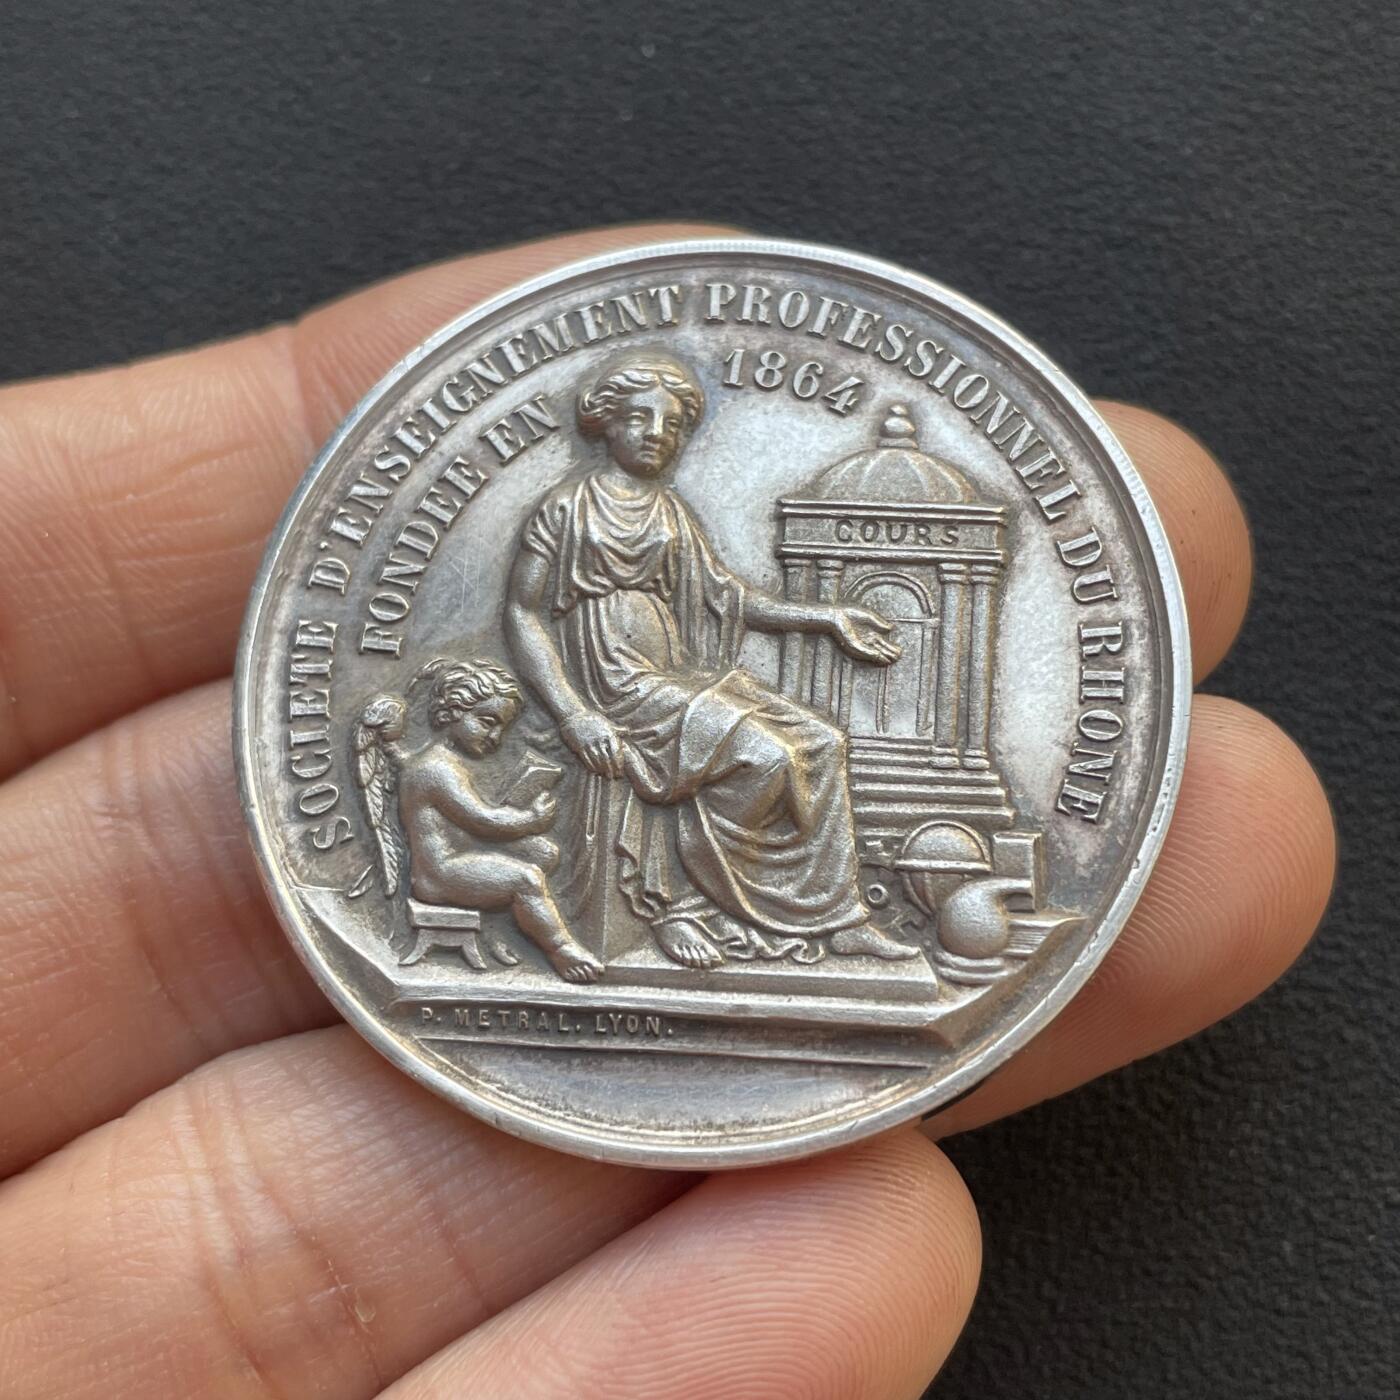 SOCIETE D'ENSEIGNEMENT PROFESSIONNEL DU RHONE
FONDEE EN 1864
COURS
P. METRAL. LYON.